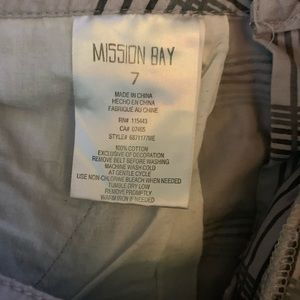 MISSION BAY
7
MADE IN CHINA
HECHO EN CHINA
FABRIQUE AU CHINE
RN# 115443
CA# 07465
STYLE# 6871177ME
100% COTTON
EXCLUSIVE OF DECORATION
REMOVE BELT BEFORE WASHING
MACHINE WASH COLD
AT GENTLE CYCLE
USE NON-CHLORINE BLEACH WHEN NEEDED
TUMBLE DRY LOW
REMOVE PROMPTLY
WARM IRON IF NEEDED